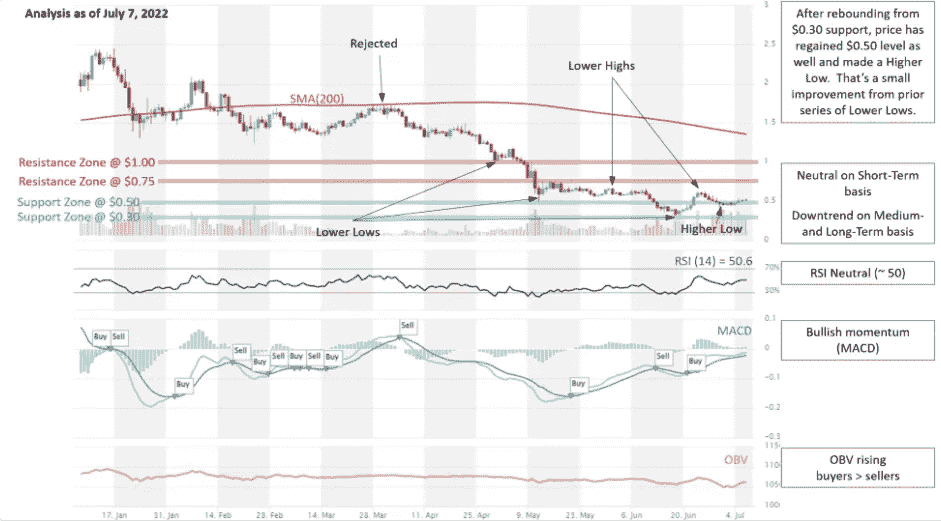 Analysis as of July 7, 2022
Rejected
Lower Highs
SMA(200)
Resistance Zone @ $1.00
Resistance Zone @ $0.75
Support Zone @ $0.50
Support Zone @ $0.30
Lower Lows
Higher Low
3
2.5
2
1.5
1
0.5
0
After rebounding from
$0.30 support, price has
regained $0.50 level as
well and made a Higher
Low. That's a small
improvement from prior
series of Lower Lows.
Neutral on Short-Term
basis
Downtrend on Medium-
and Long-Term basis
RSI (14) = 50.6
70%
30%
RSI Neutral (~ 50)
MACD
Buy Sell
Buy
Sell
Sell
Buy
Buy
Sell
Buy
Sell
Buy
Sell
Buy
0.1
0
−0.1
−0.2
−0.3
Bullish momentum
(MACD)
OBV
115
110
105
100
OBV rising
buyers > sellers
17. Jan
31. Jan
14. Feb
28. Feb
14. Mar
28. Mar
11. Apr
25. Apr
9. May
23. May
6. Jun
20. Jun
4. Jul